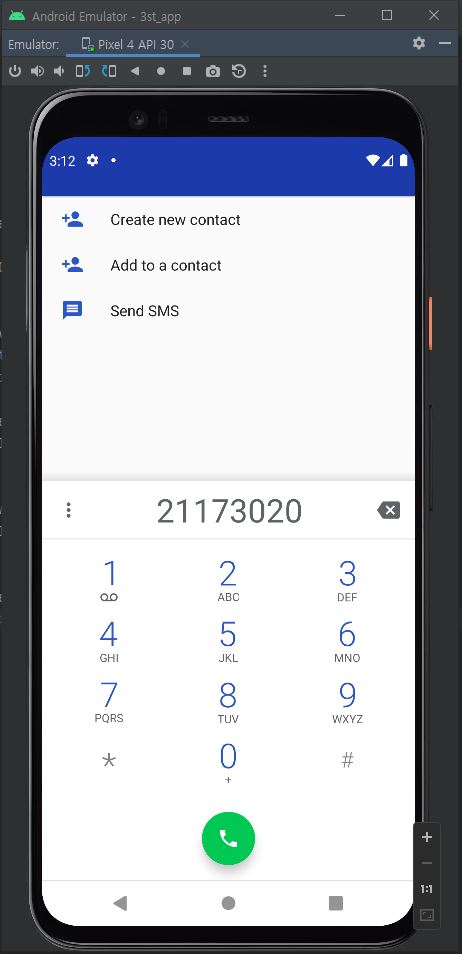 Android Emulator - 3st_app
Emulator: Pixel 4 API 30
3:12
Create new contact
Add to a contact
Send SMS
21173020
1 2 3
ABC DEF
4 5 6
GHI JKL MNO
7 8 9
PQRS TUV WXYZ
* 0 #
+
1:1